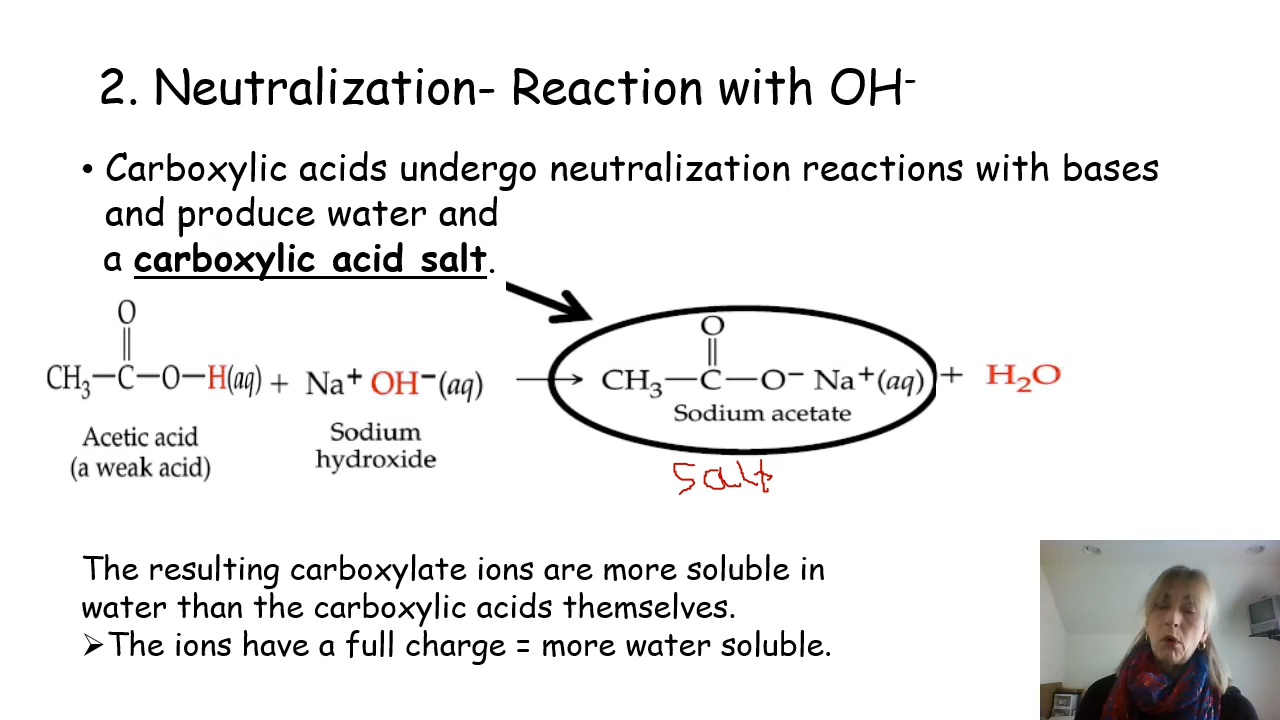 2. Neutralization- Reaction with OH⁻
• Carboxylic acids undergo neutralization reactions with bases
and produce water and
a carboxylic acid salt.
O
O
CH₃—C—O—H(aq) + Na⁺ OH⁻(aq) → CH₃—C—O⁻ Na⁺(aq) + H₂O
Sodium acetate
Acetic acid
(a weak acid)
Sodium
hydroxide
Salt
The resulting carboxylate ions are more soluble in
water than the carboxylic acids themselves.
➢The ions have a full charge = more water soluble.